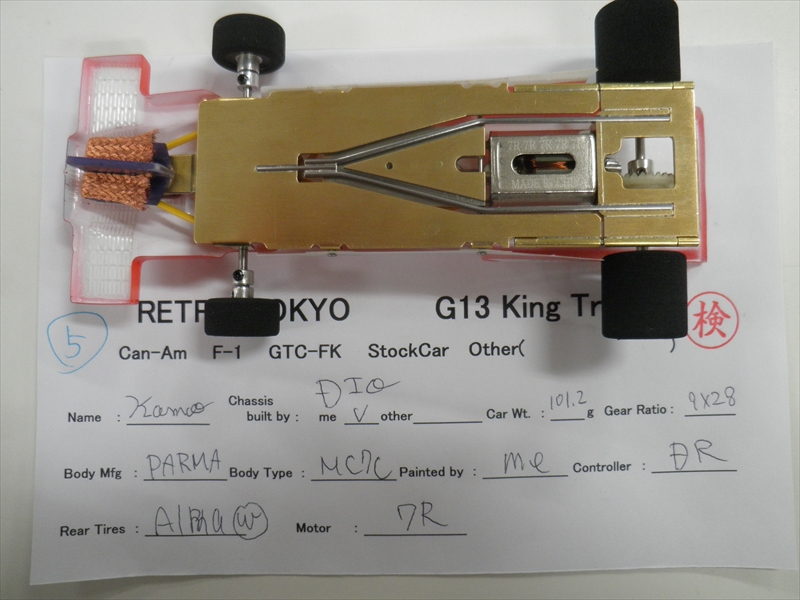 RETR OKYO G13 King Tr 検
5 Can-Am F-1 GTC-FK StockCar Other( )
Name : Kamoo Chassis built by : DIO me V other Car Wt. : 101.2 g Gear Ratio : 9X28
Body Mfg : PARMA Body Type : MC7C Painted by : me Controller : DR
Rear Tires : Alpha W Motor : 7R